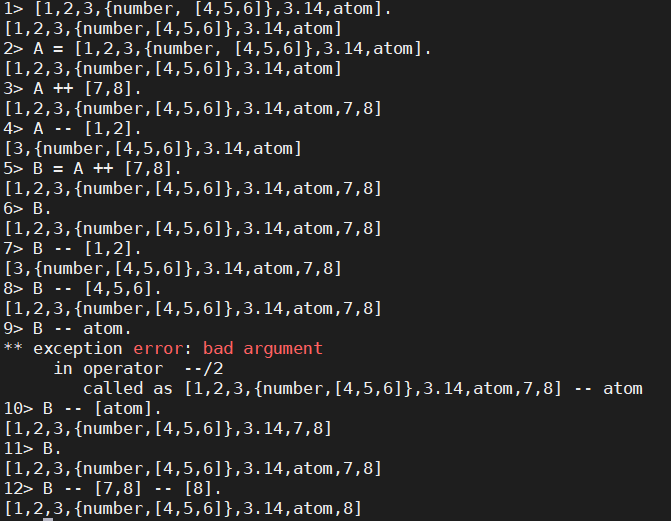 1> [1,2,3,{number, [4,5,6]},3.14,atom].
[1,2,3,{number,[4,5,6]},3.14,atom]
2> A = [1,2,3,{number, [4,5,6]},3.14,atom].
[1,2,3,{number,[4,5,6]},3.14,atom]
3> A ++ [7,8].
[1,2,3,{number,[4,5,6]},3.14,atom,7,8]
4> A -- [1,2].
[3,{number,[4,5,6]},3.14,atom]
5> B = A ++ [7,8].
[1,2,3,{number,[4,5,6]},3.14,atom,7,8]
6> B.
[1,2,3,{number,[4,5,6]},3.14,atom,7,8]
7> B -- [1,2].
[3,{number,[4,5,6]},3.14,atom,7,8]
8> B -- [4,5,6].
[1,2,3,{number,[4,5,6]},3.14,atom,7,8]
9> B -- atom.
** exception error: bad argument
     in operator  --/2
        called as [1,2,3,{number,[4,5,6]},3.14,atom,7,8] -- atom
10> B -- [atom].
[1,2,3,{number,[4,5,6]},3.14,7,8]
11> B.
[1,2,3,{number,[4,5,6]},3.14,atom,7,8]
12> B -- [7,8] -- [8].
[1,2,3,{number,[4,5,6]},3.14,atom,8]